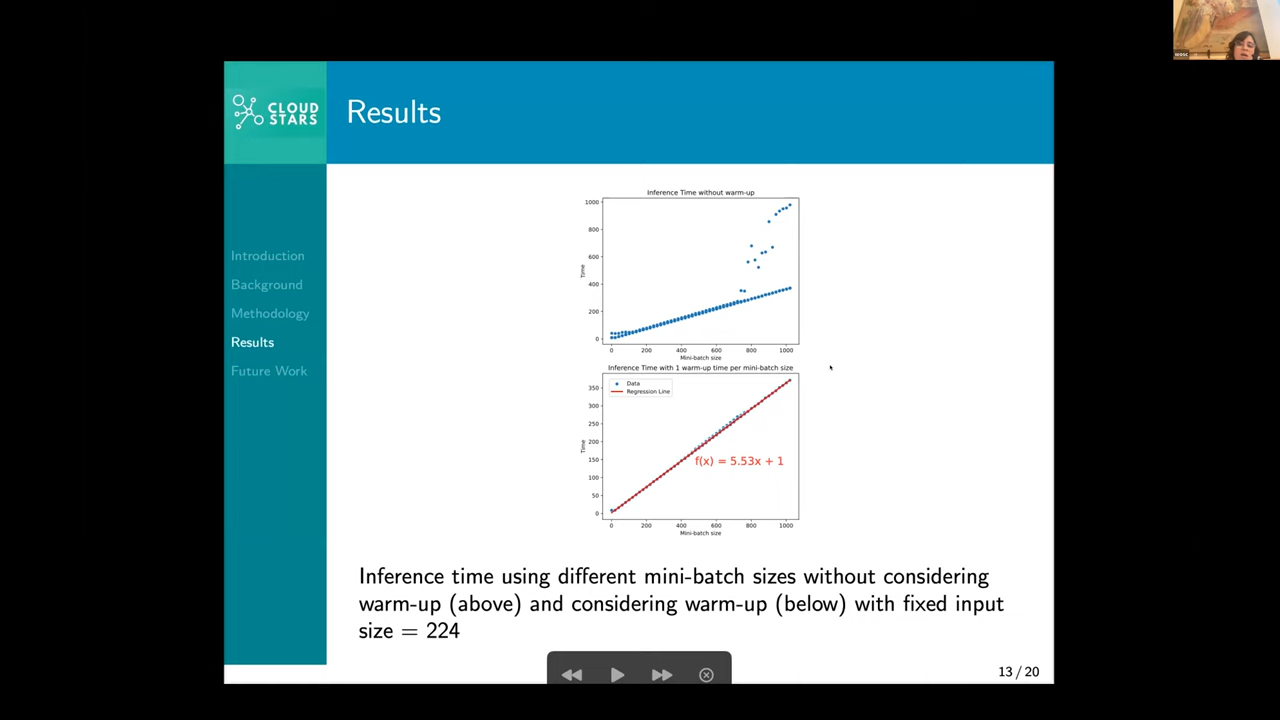 CLOUD
STARS
Results
Introduction
Background
Methodology
Results
Future Work
Inference Time without warm-up
1000
800
600
400
200
0
Time
0 200 400 600 800 1000
Mini-batch size
Inference Time with 1 warm-up time per mini-batch size
Data
Regression Line
350
300
250
200
150
100
50
0
Time
f(x) = 5.53x + 1
0 200 400 600 800 1000
Mini-batch size
Inference time using different mini-batch sizes without considering
warm-up (above) and considering warm-up (below) with fixed input
size = 224
13 / 20